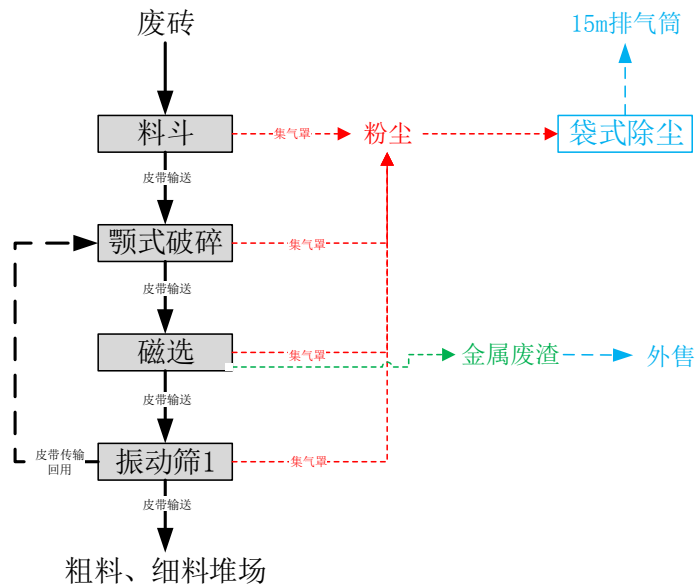 废砖
15m排气筒
料斗
集气罩
粉尘
袋式除尘
皮带输送
颚式破碎
集气罩
皮带输送
磁选
集气罩
金属废渣
外售
皮带输送
皮带传输
回用
振动筛1
集气罩
皮带输送
粗料、细料堆场